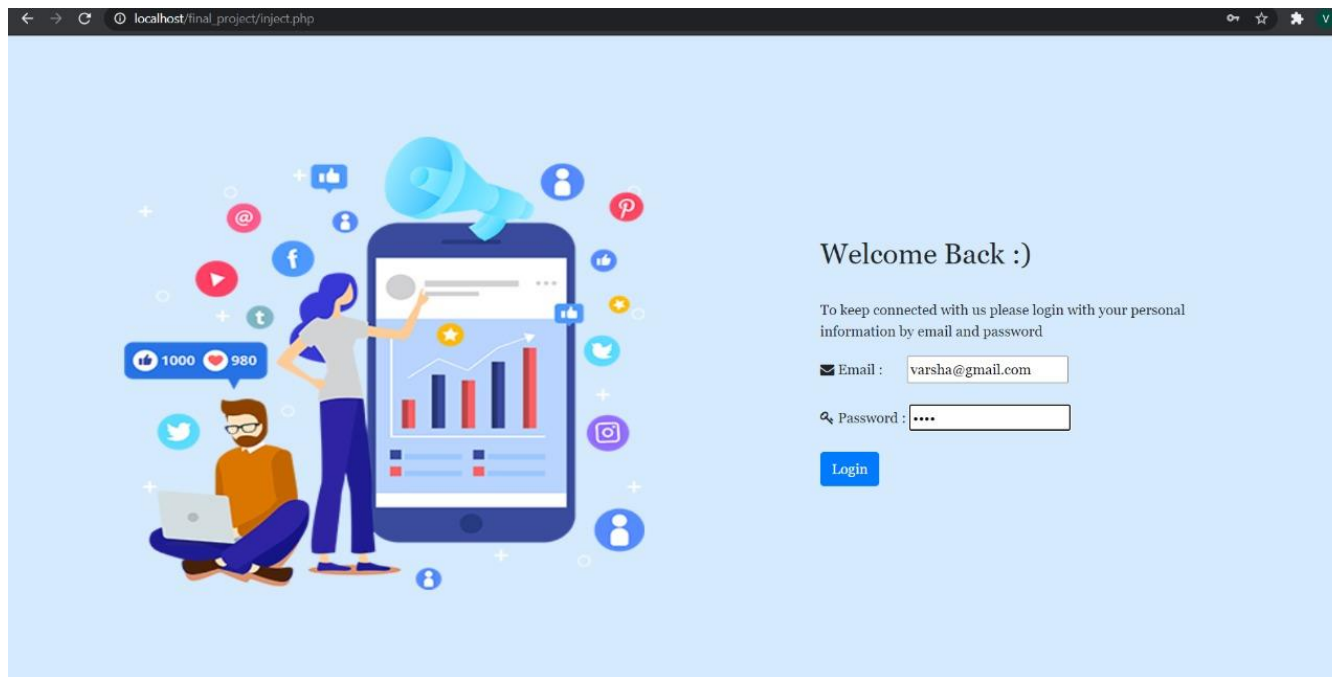 localhost/final_project/inject.php
V
@
f
t
1000 980
Welcome Back :)
To keep connected with us please login with your personal
information by email and password
Email : varsha@gmail.com
Password : ••••
Login